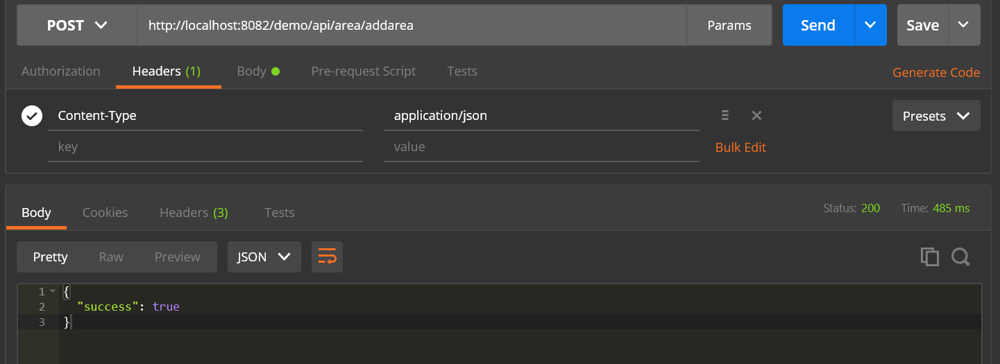 POST http://localhost:8082/demo/api/area/addarea Params Send Save
Authorization Headers (1) Body Pre-request Script Tests Generate Code
Content-Type application/json Presets
key value Bulk Edit
Body Cookies Headers (3) Tests Status: 200 Time: 485 ms
Pretty Raw Preview JSON
1 {
2 "success": true
3 }